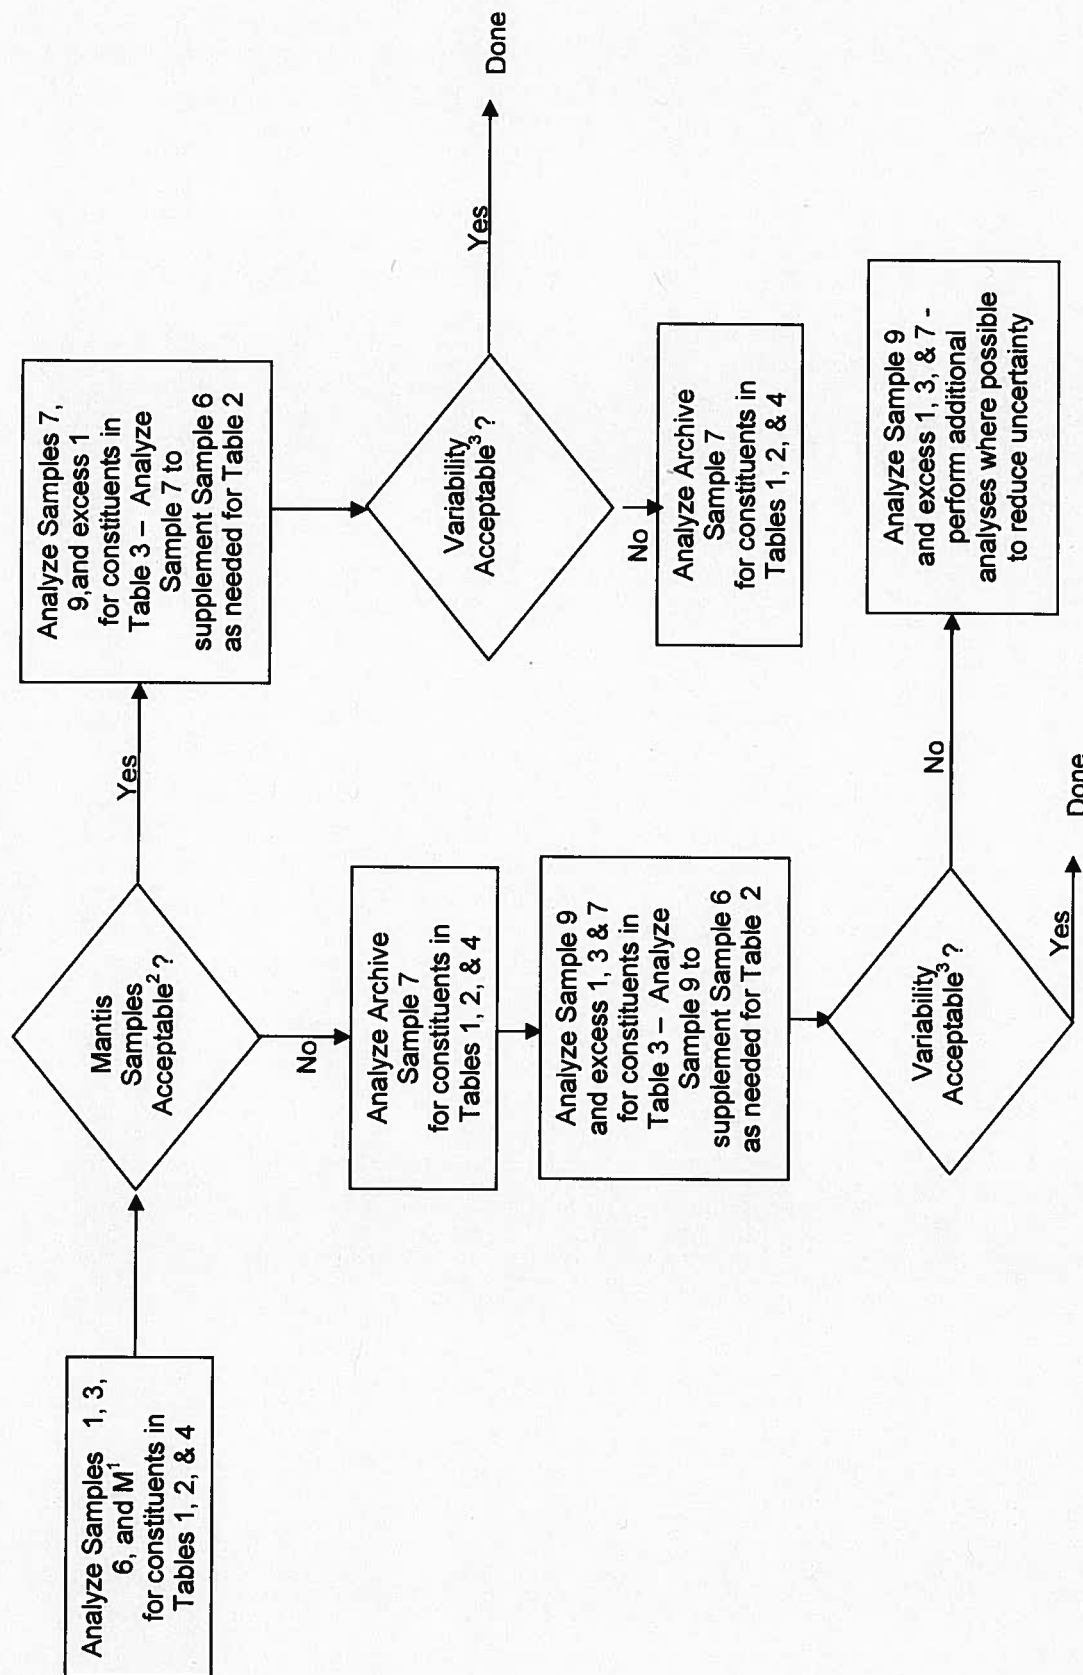 Analyze Samples 1, 3,
6, and M¹
for constituents in
Tables 1, 2, & 4
Mantis
Samples
Acceptable² ?
Yes
Analyze Samples 7,
9,and excess 1
for constituents in
Table 3 – Analyze
Sample 7 to
supplement Sample 6
as needed for Table 2
No
Analyze Archive
Sample 7
for constituents in
Tables 1, 2, & 4
Variability
Acceptable³ ?
Yes
Done
No
Analyze Archive
Sample 7
for constituents in
Tables 1, 2, & 4
Analyze Sample 9
and excess 1, 3 & 7
for constituents in
Table 3 – Analyze
Sample 9 to
supplement Sample 6
as needed for Table 2
Variability
Acceptable³ ?
No
Analyze Sample 9
and excess 1, 3, & 7 -
perform additional
analyses where possible
to reduce uncertainty
Yes
Done